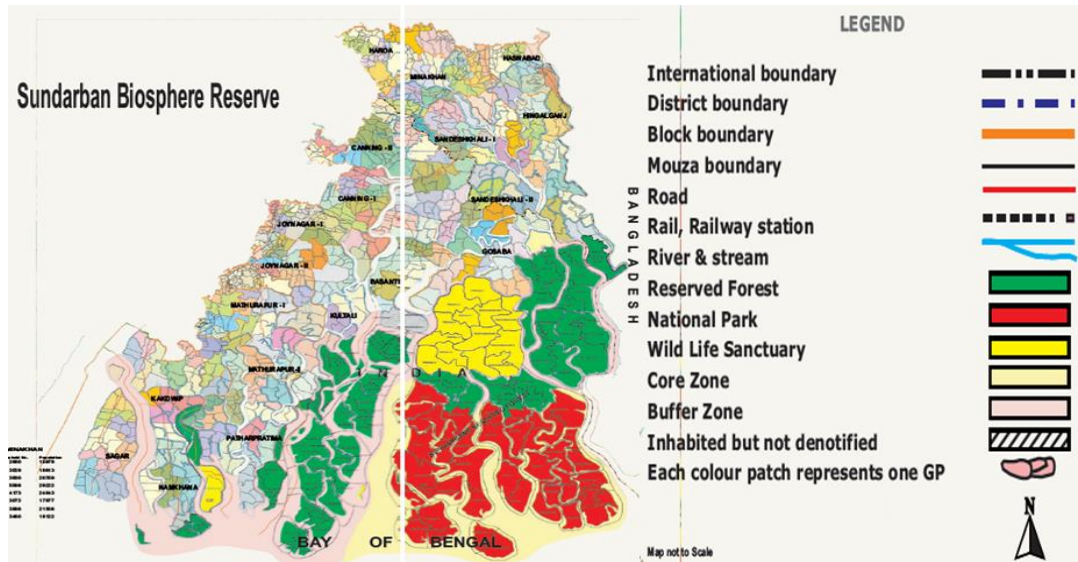 Sundarban Biosphere Reserve
HAROA
MINAKHAN
HASNABAD
HINGALGANJ
SANDESHKHALI - I
CANNING - II
CANNING - I
SANDESHKHALI - II
JOYNAGAR - I
GOSABA
JOYNAGAR - II
BASANTI
MATHURAPUR - I
KULTALI
MATHURAPUR - II
I N D I A
KAKDWIP
PATHARPRATIMA
SAGAR
NAMKHANA
BAY OF BENGAL
BANGLADESH
LEGEND
International boundary
District boundary
Block boundary
Mouza boundary
Road
Rail, Railway station
River & stream
Reserved Forest
National Park
Wild Life Sanctuary
Core Zone
Buffer Zone
Inhabited but not denotified
Each colour patch represents one GP
N
Map not to Scale